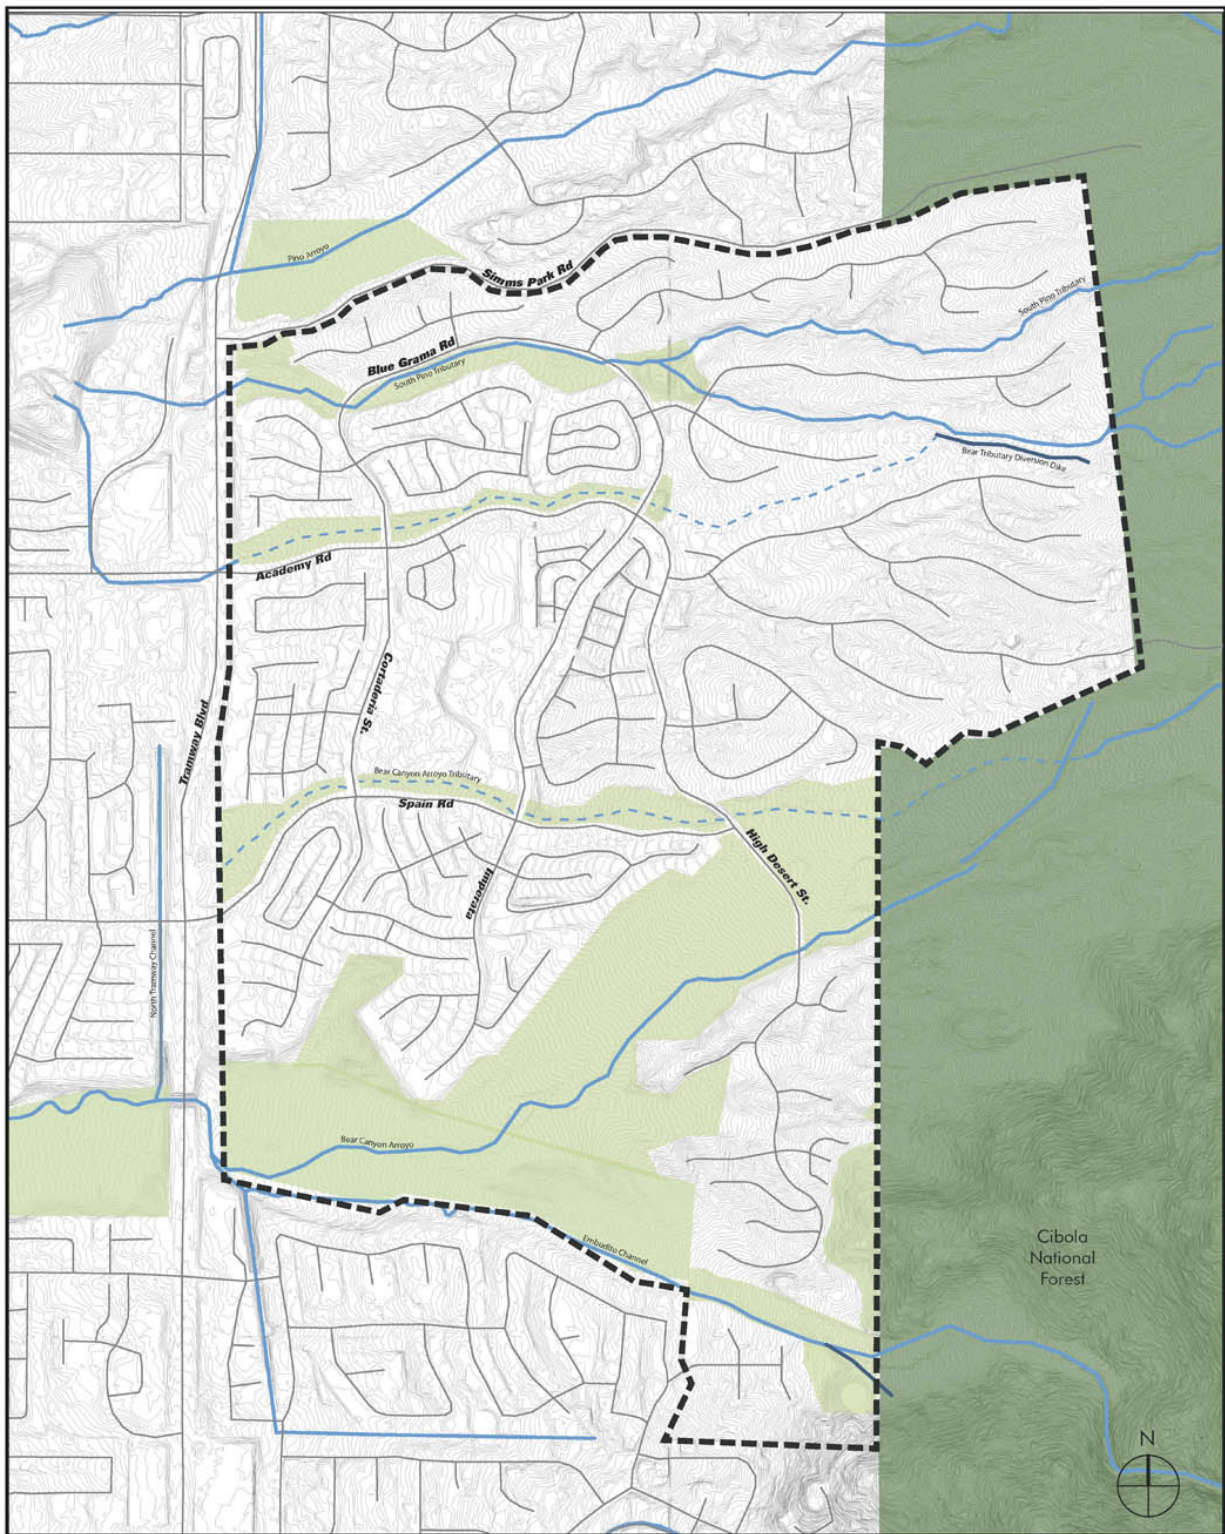 Pino Arroyo
Simms Park Rd
South Pino Tributary
Blue Grama Rd
South Pino Tributary
Bear Tributary Diversion Dike
Academy Rd
Cortaderia St.
Tramway Blvd
Bear Canyon Arroyo Tributary
Spain Rd
High Desert St.
Imperata
North Tramway Channel
Bear Canyon Arroyo
Embudito Channel
Cibola
National
Forest
N